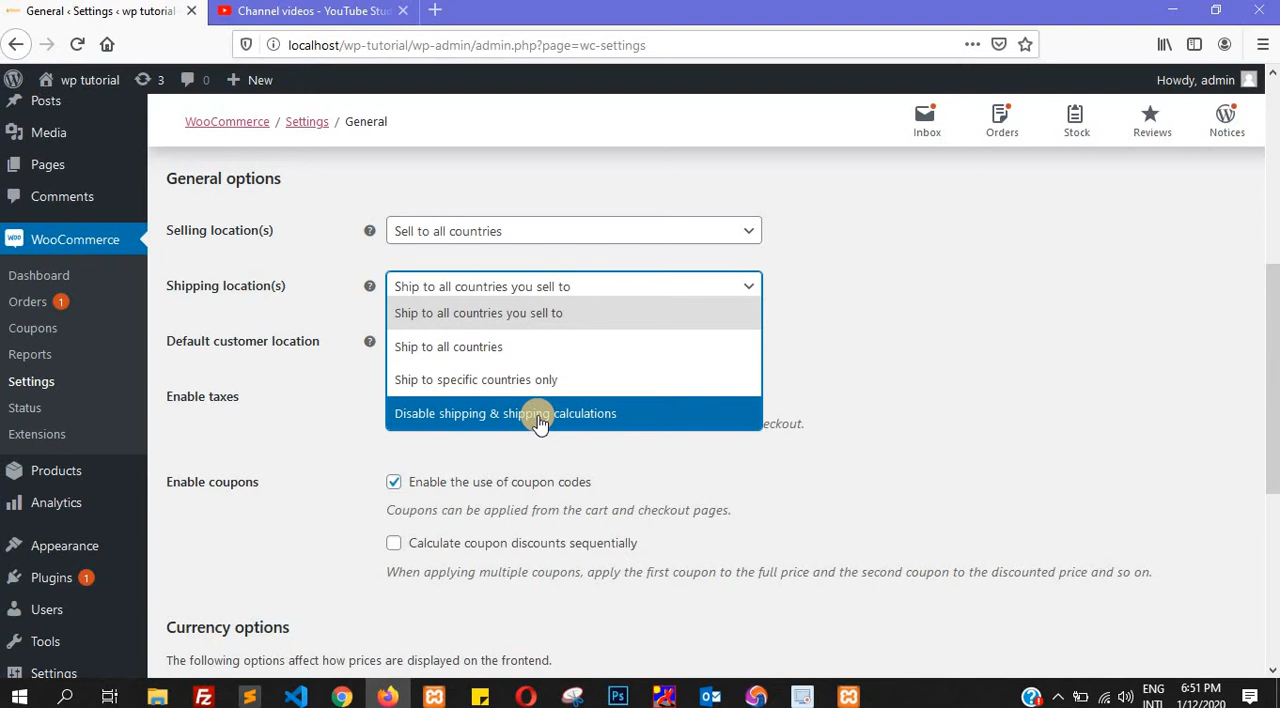 General ‹ Settings ‹ wp tutorial
Channel videos - YouTube Stud
localhost/wp-tutorial/wp-admin/admin.php?page=wc-settings
wp tutorial
3
0
New
Howdy, admin
Posts
Media
Pages
Comments
WooCommerce
Dashboard
Orders 1
Coupons
Reports
Settings
Status
Extensions
Products
Analytics
Appearance
Plugins 1
Users
Tools
Settings
WooCommerce / Settings / General
Inbox
Orders
Stock
Reviews
Notices
General options
Selling location(s)
Sell to all countries
Shipping location(s)
Ship to all countries you sell to
Ship to all countries you sell to
Ship to all countries
Ship to specific countries only
Disable shipping & shipping calculations
Default customer location
Enable taxes
eckout.
Enable coupons
Enable the use of coupon codes
Coupons can be applied from the cart and checkout pages.
Calculate coupon discounts sequentially
When applying multiple coupons, apply the first coupon to the full price and the second coupon to the discounted price and so on.
Currency options
The following options affect how prices are displayed on the frontend.
ENG
INTL
6:51 PM
1/12/2020